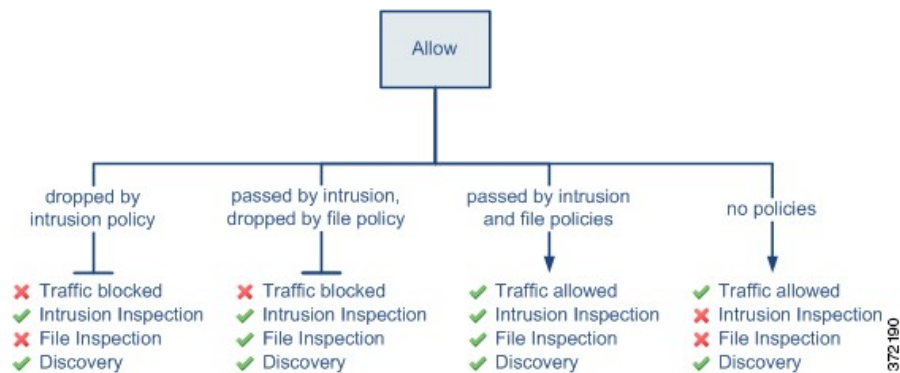 Allow
dropped by
intrusion policy
passed by intrusion,
dropped by file policy
passed by intrusion
and file policies
no policies
Traffic blocked
Intrusion Inspection
File Inspection
Discovery
Traffic blocked
Intrusion Inspection
File Inspection
Discovery
Traffic allowed
Intrusion Inspection
File Inspection
Discovery
Traffic allowed
Intrusion Inspection
File Inspection
Discovery
372190